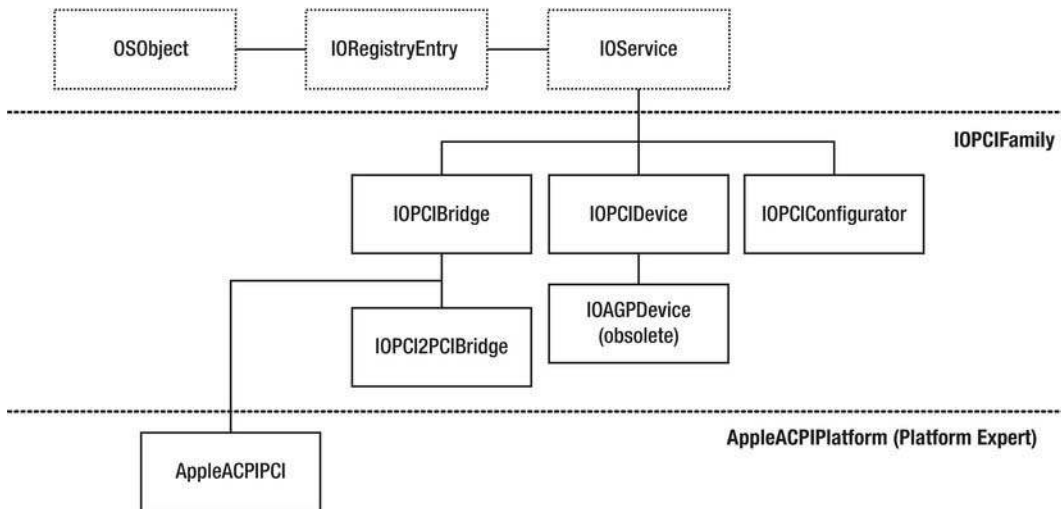 OSObject
IORegistryEntry
IOService
IOPCIFamily
IOPCIBridge
IOPCIDevice
IOPCIConfigurator
IOAGPDevice
(obsolete)
IOPCI2PCIBridge
AppleACPIPlatform (Platform Expert)
AppleACPIPCI